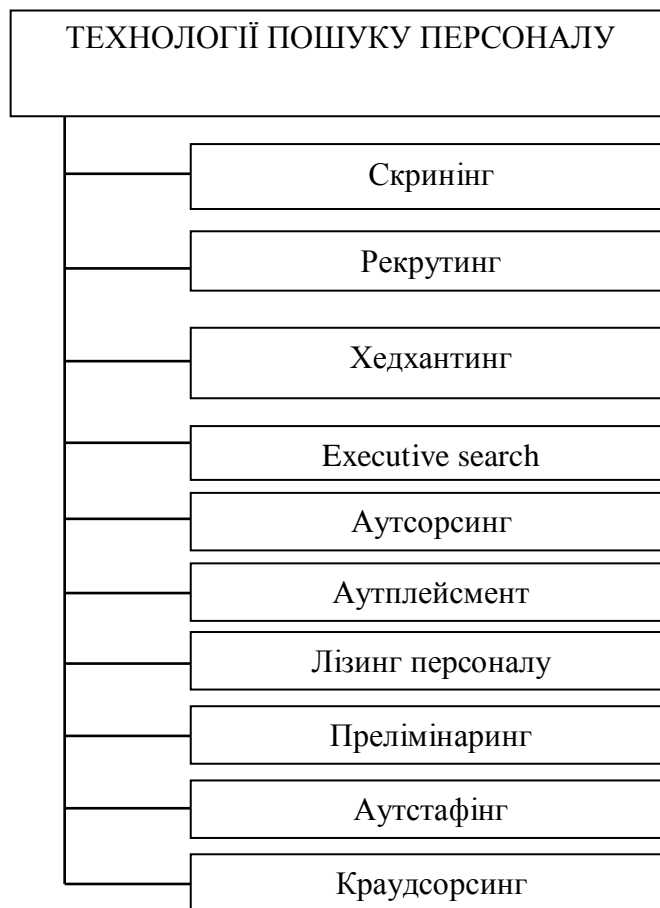 ТЕХНОЛОГІЇ ПОШУКУ ПЕРСОНАЛУ
Скринінг
Рекрутинг
Хедхантинг
Executive search
Аутсорсинг
Аутплейсмент
Лізинг персоналу
Прелімінаринг
Аутстафінг
Краудсорсинг